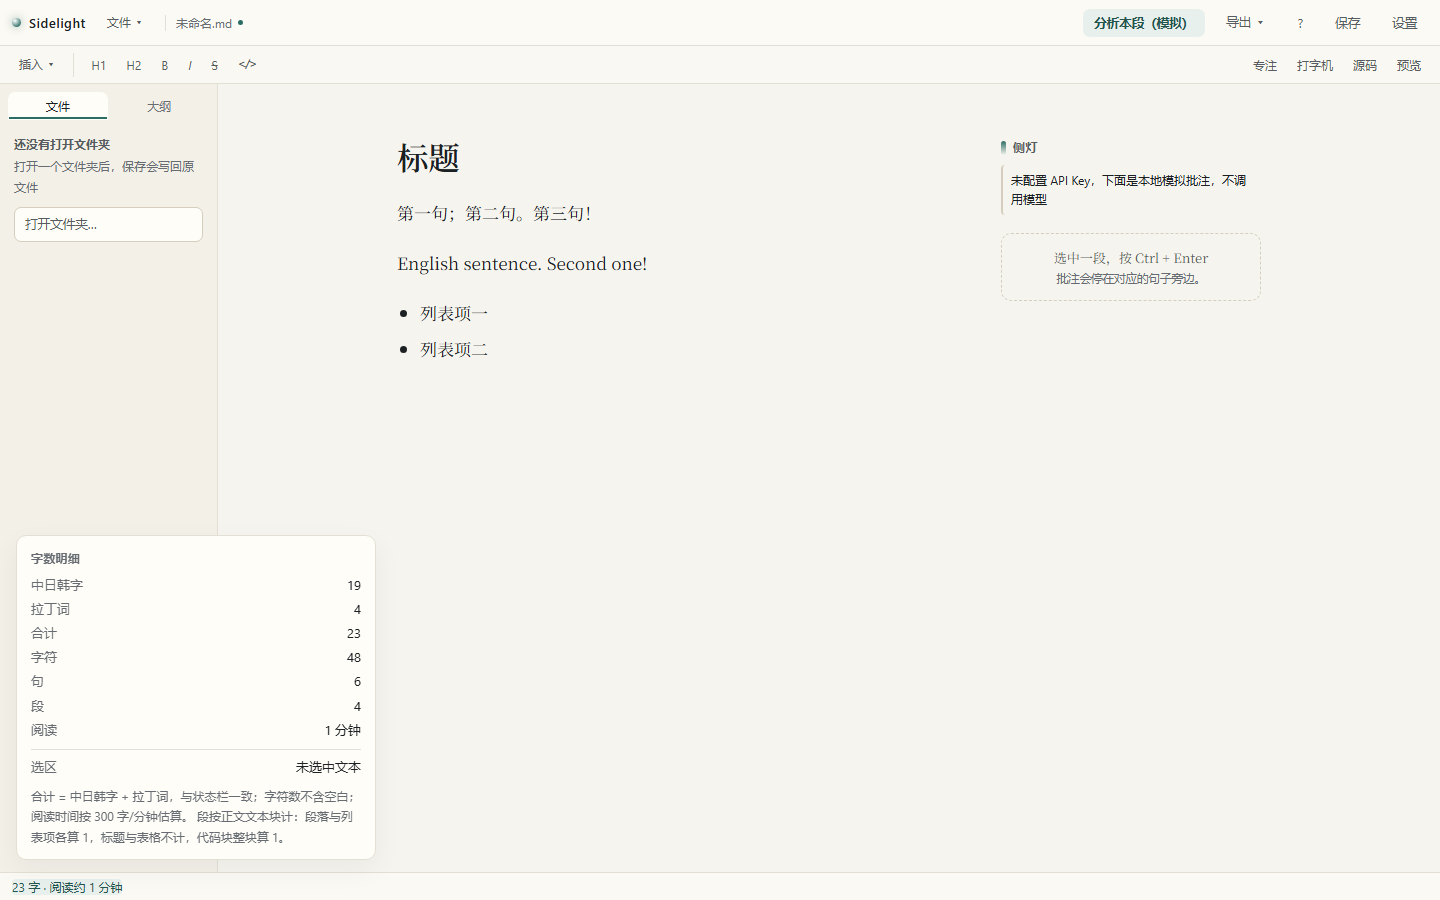 Sidelight 文件 未命名.md 分析本段（模拟） 导出 ? 保存 设置
插入 H1 H2 B I S </> 专注 打字机 源码 预览
文件 大纲
还没有打开文件夹
打开一个文件夹后，保存会写回原
文件
打开文件夹...
标题
第一句；第二句。第三句！
English sentence. Second one!
列表项一
列表项二
侧灯
未配置 API Key，下面是本地模拟批注，不调
用模型
选中一段，按 Ctrl + Enter
批注会停在对应的句子旁边。
字数明细
中日韩字 19
拉丁词 4
合计 23
字符 48
句 6
段 4
阅读 1 分钟
选区 未选中文本
合计 = 中日韩字 + 拉丁词，与状态栏一致；字符数不含空白；
阅读时间按 300 字/分钟估算。 段按正文文本块计：段落与列
表项各算 1，标题与表格不计，代码块整块算 1。
23 字 · 阅读约 1 分钟